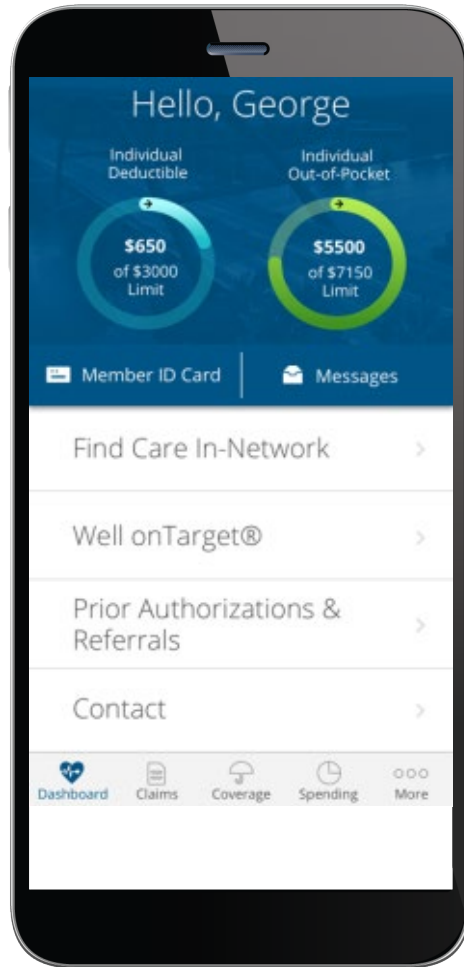 Hello, George
Individual
Deductible
Individual
Out-of-Pocket
$650
of $3000
Limit
$5500
of $7150
Limit
Member ID Card
Messages
Find Care In-Network
Well onTarget®
Prior Authorizations &
Referrals
Contact
Dashboard
Claims
Coverage
Spending
More